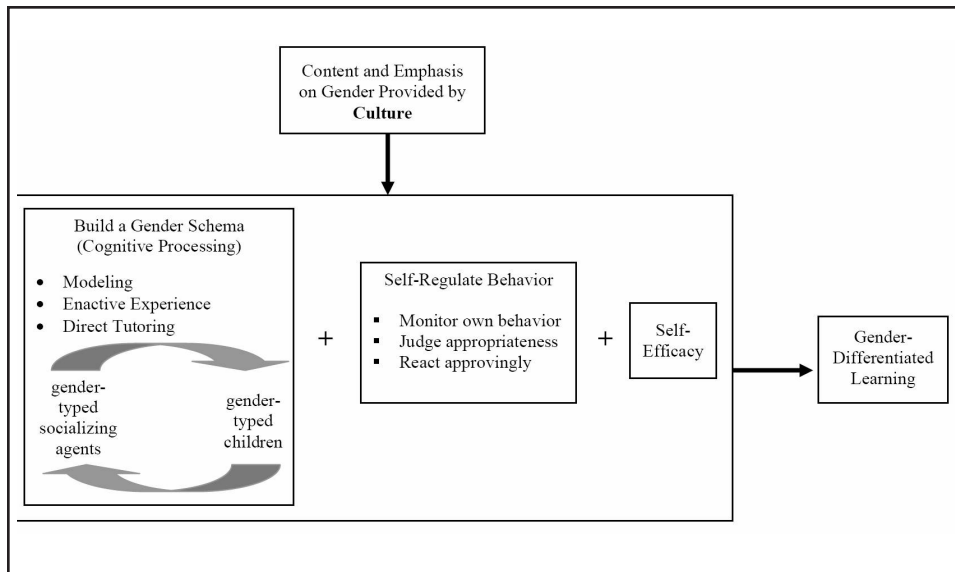 Content and Emphasis
on Gender Provided by
Culture
Build a Gender Schema
(Cognitive Processing)
• Modeling
• Enactive Experience
• Direct Tutoring
gender-
typed
socializing
agents
gender-
typed
children
+
Self-Regulate Behavior
▪ Monitor own behavior
▪ Judge appropriateness
▪ React approvingly
+
Self-
Efficacy
Gender-
Differentiated
Learning